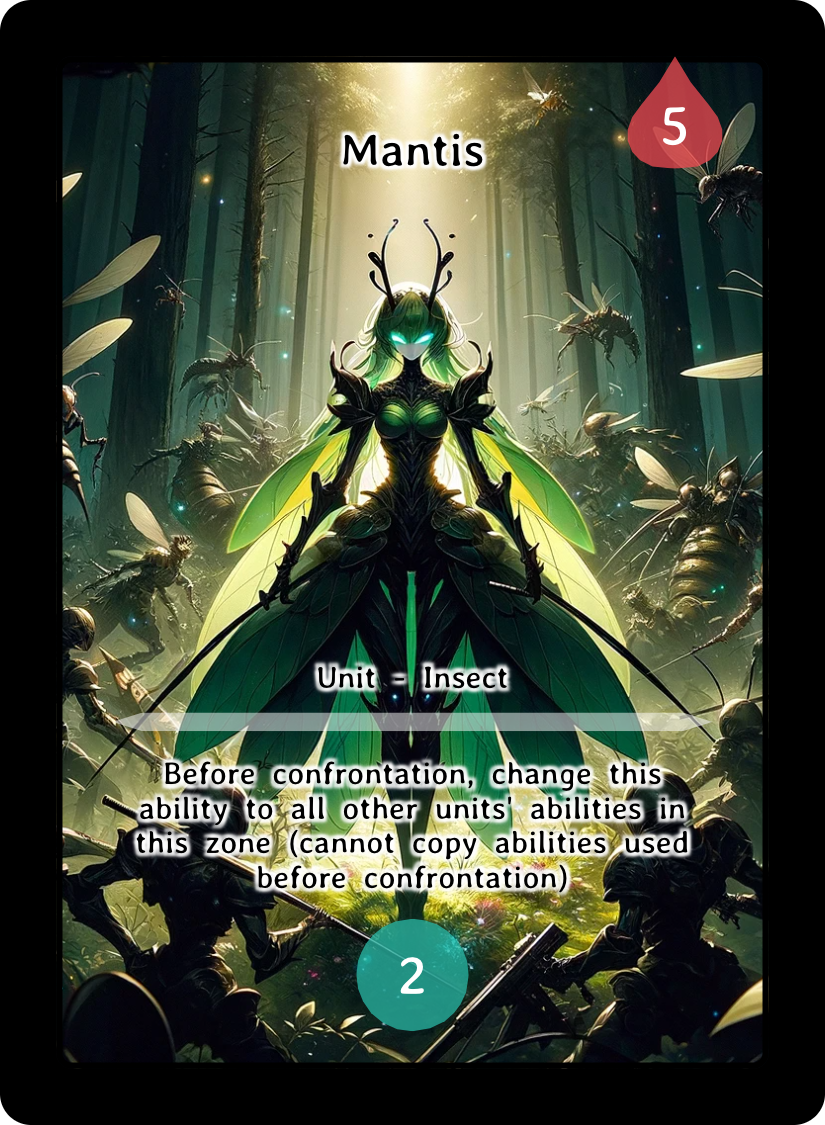 5
Mantis
Unit - Insect
Before confrontation, change this
ability to all other units' abilities in
this zone (cannot copy abilities used
before confrontation)
2